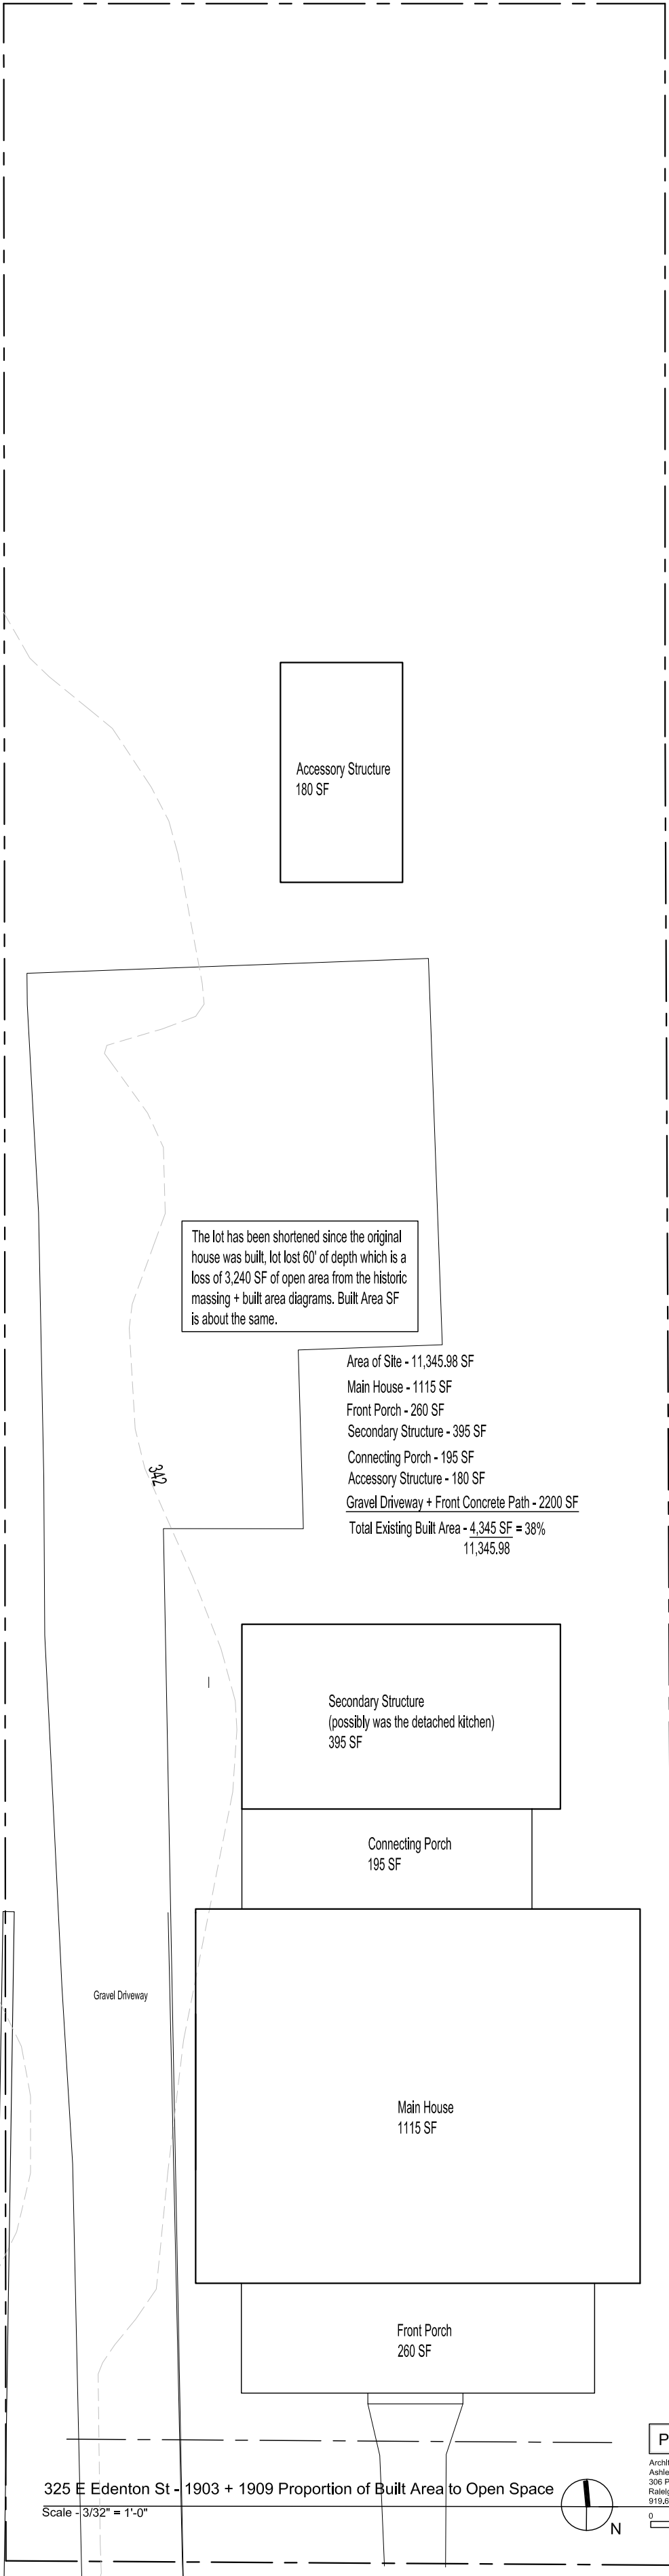 Accessory Structure
180 SF
The lot has been shortened since the original
house was built, lot lost 60' of depth which is a
loss of 3,240 SF of open area from the historic
massing + built area diagrams. Built Area SF
is about the same.
Area of Site - 11,345.98 SF
Main House - 1115 SF
Front Porch - 260 SF
Secondary Structure - 395 SF
Connecting Porch - 195 SF
Accessory Structure - 180 SF
Gravel Driveway + Front Concrete Path - 2200 SF
Total Existing Built Area - 4,345 SF = 38%
11,345.98
342
Secondary Structure
(possibly was the detached kitchen)
395 SF
Connecting Porch
195 SF
Gravel Driveway
Main House
1115 SF
Front Porch
260 SF
325 E Edenton St - 1903 + 1909 Proportion of Built Area to Open Space
Scale - 3/32" = 1'-0"
N
P
306 P
919.6
0